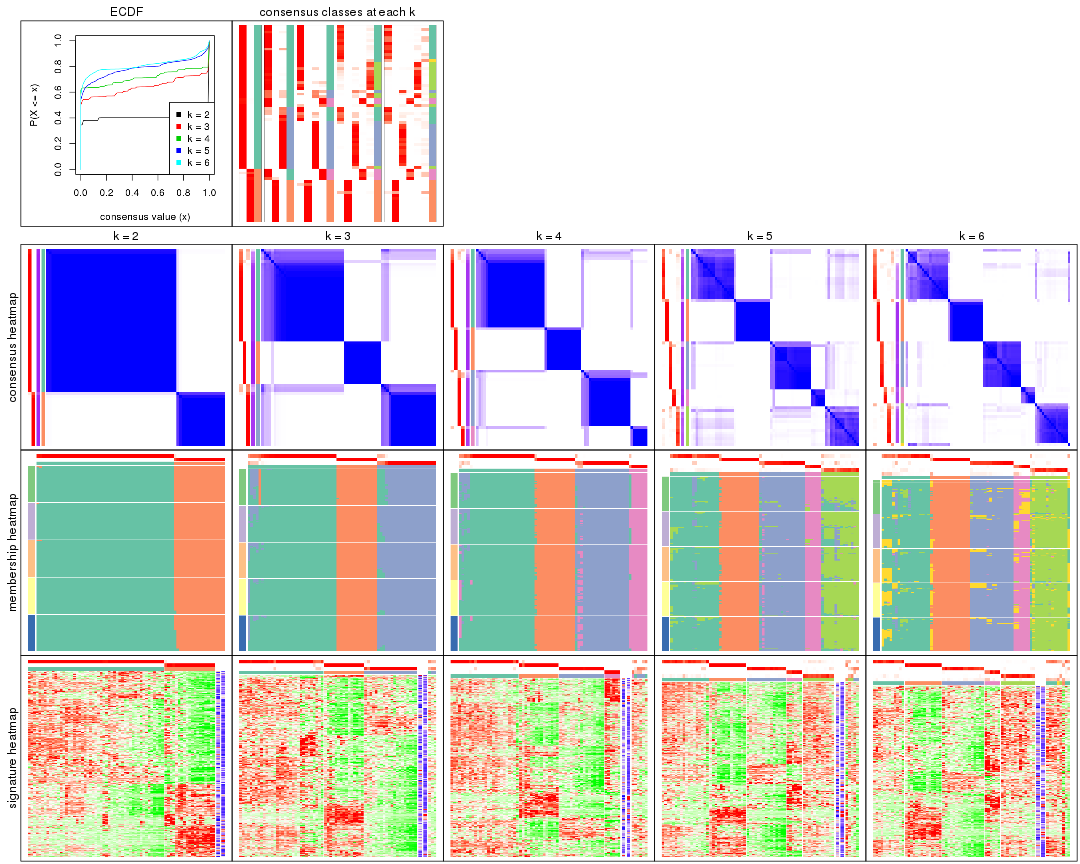 ECDF
consensus classes at each k
P(X <= x)
0.0 0.2 0.4 0.6 0.8 1.0
k = 2
k = 3
k = 4
k = 5
k = 6
0.0 0.2 0.4 0.6 0.8 1.0
consensus value (x)
k = 2
k = 3
k = 4
k = 5
k = 6
consensus heatmap
membership heatmap
signature heatmap